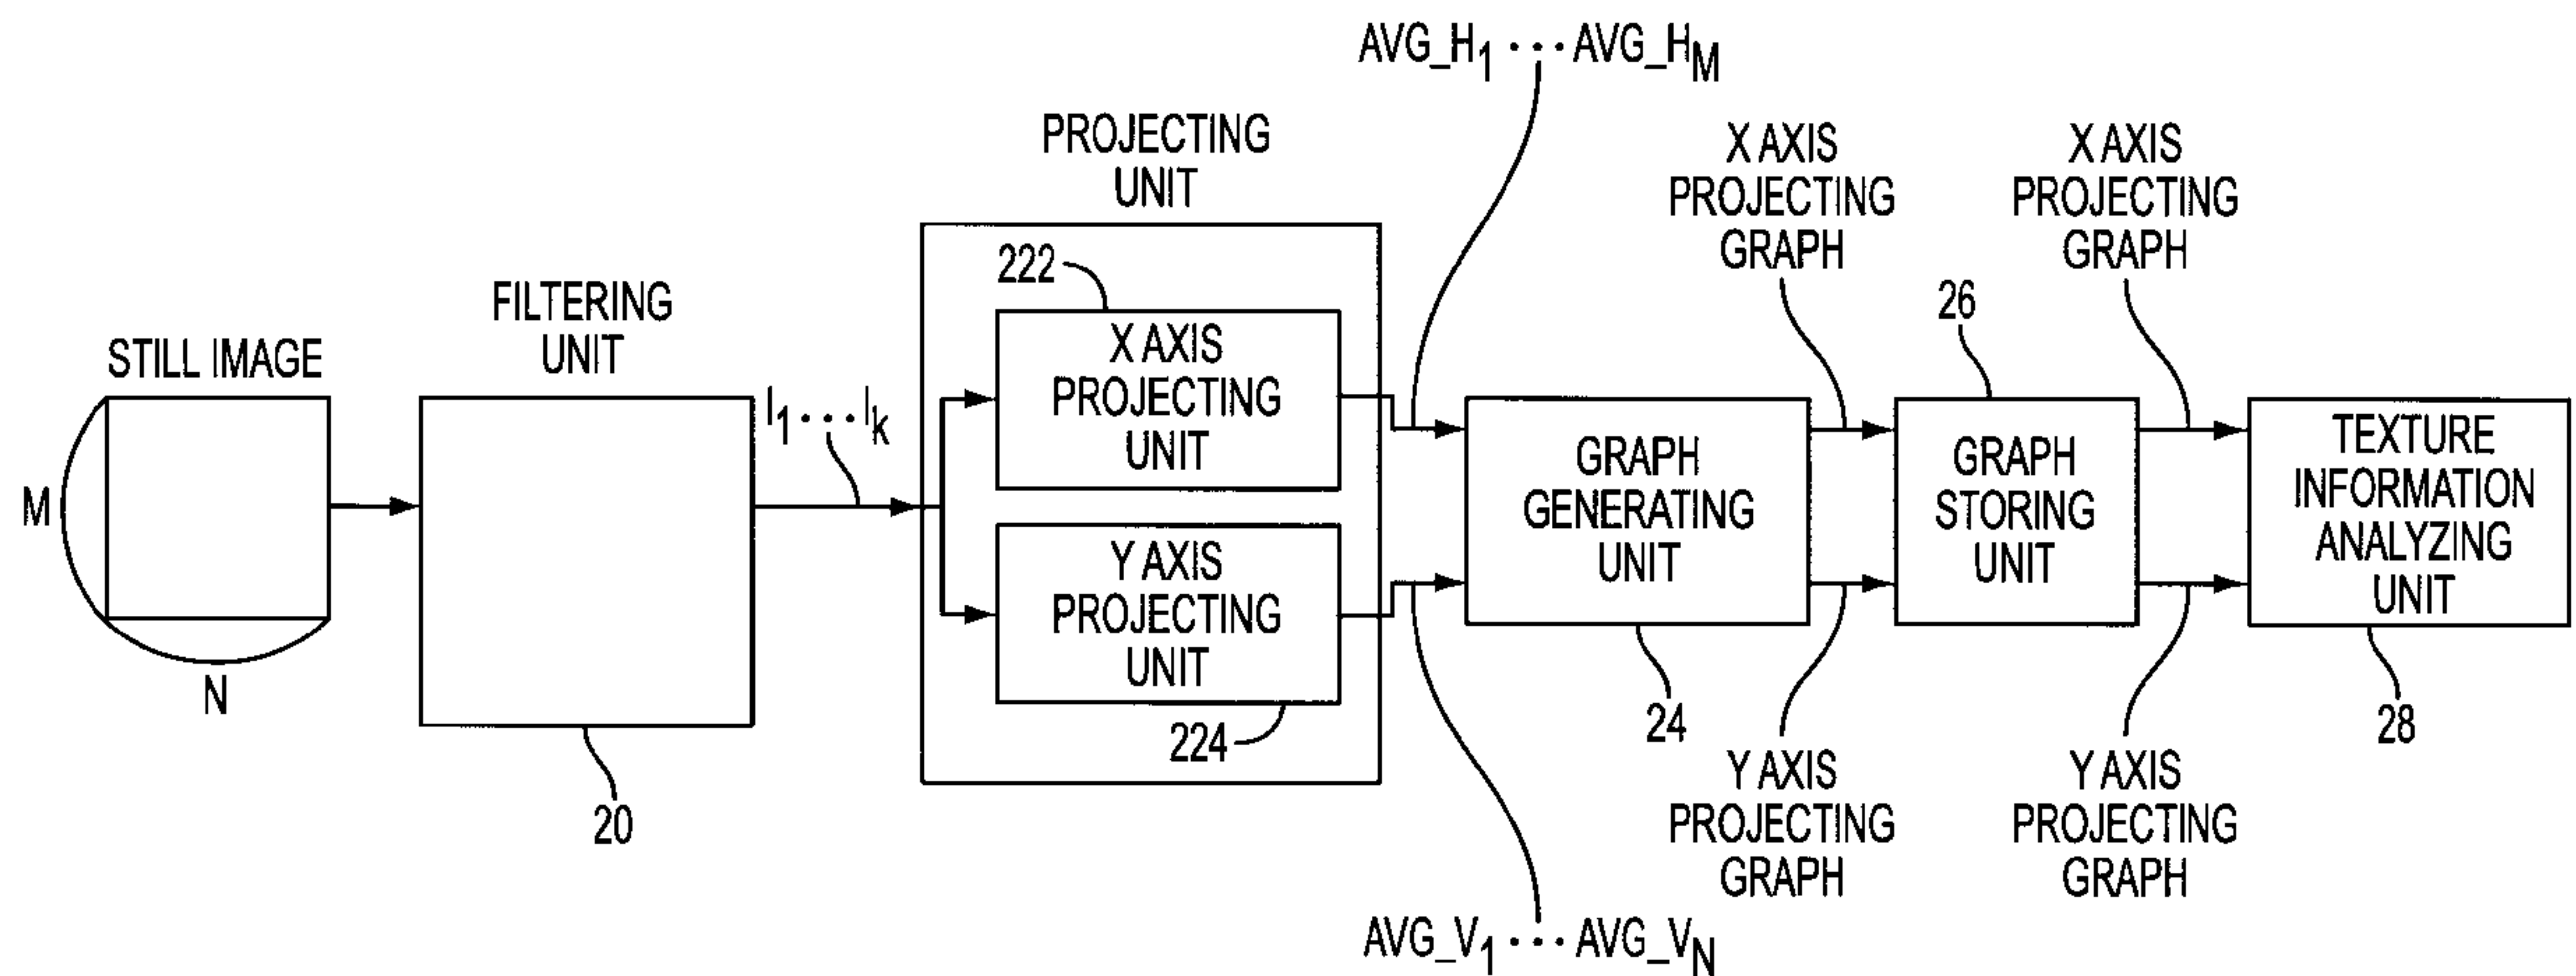 AVG_H1 ··· AVG_HM
PROJECTING
UNIT
X AXIS
PROJECTING
GRAPH
X AXIS
PROJECTING
GRAPH
222
26
FILTERING
UNIT
STILL IMAGE
X AXIS
PROJECTING
UNIT
I1 ··· Ik
M
GRAPH
GENERATING
UNIT
GRAPH
STORING
UNIT
TEXTURE
INFORMATION
ANALYZING
UNIT
Y AXIS
PROJECTING
UNIT
N
224
24
28
20
Y AXIS
PROJECTING
GRAPH
Y AXIS
PROJECTING
GRAPH
AVG_V1 ··· AVG_VN